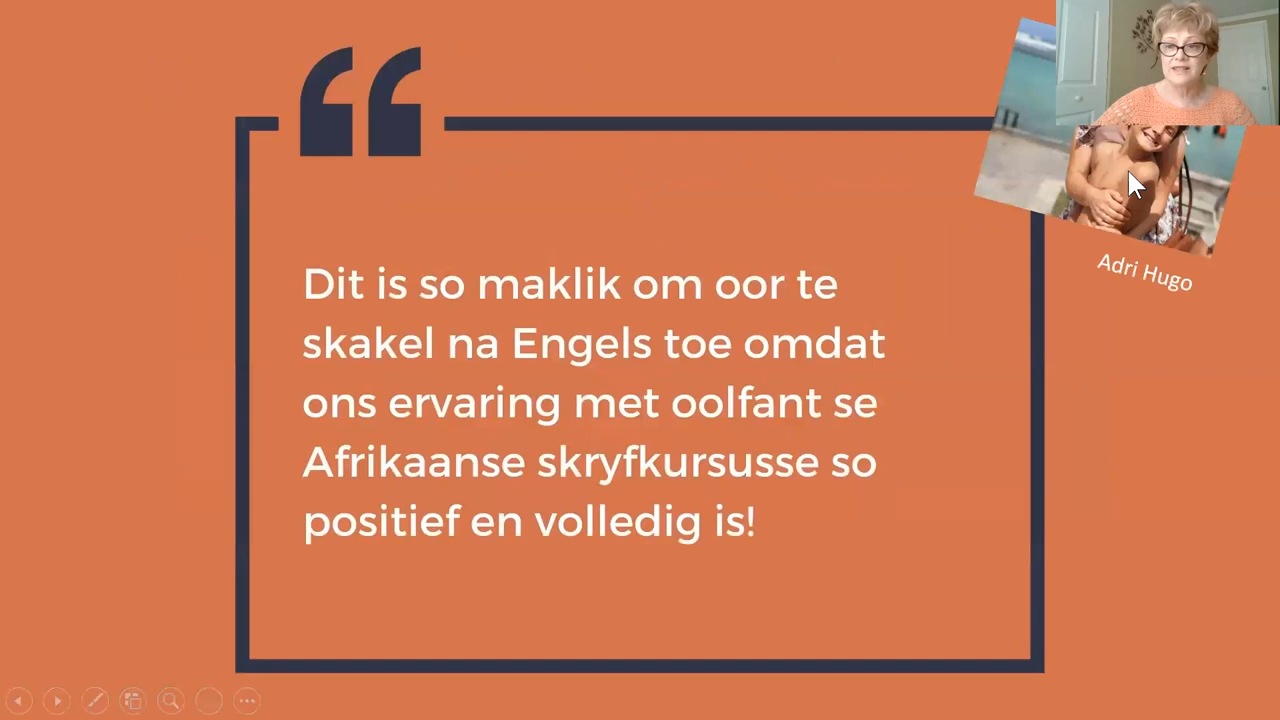 Dit is so maklik om oor te
skakel na Engels toe omdat
ons ervaring met oolfant se
Afrikaanse skryfkursusse so
positief en volledig is!
Adri Hugo